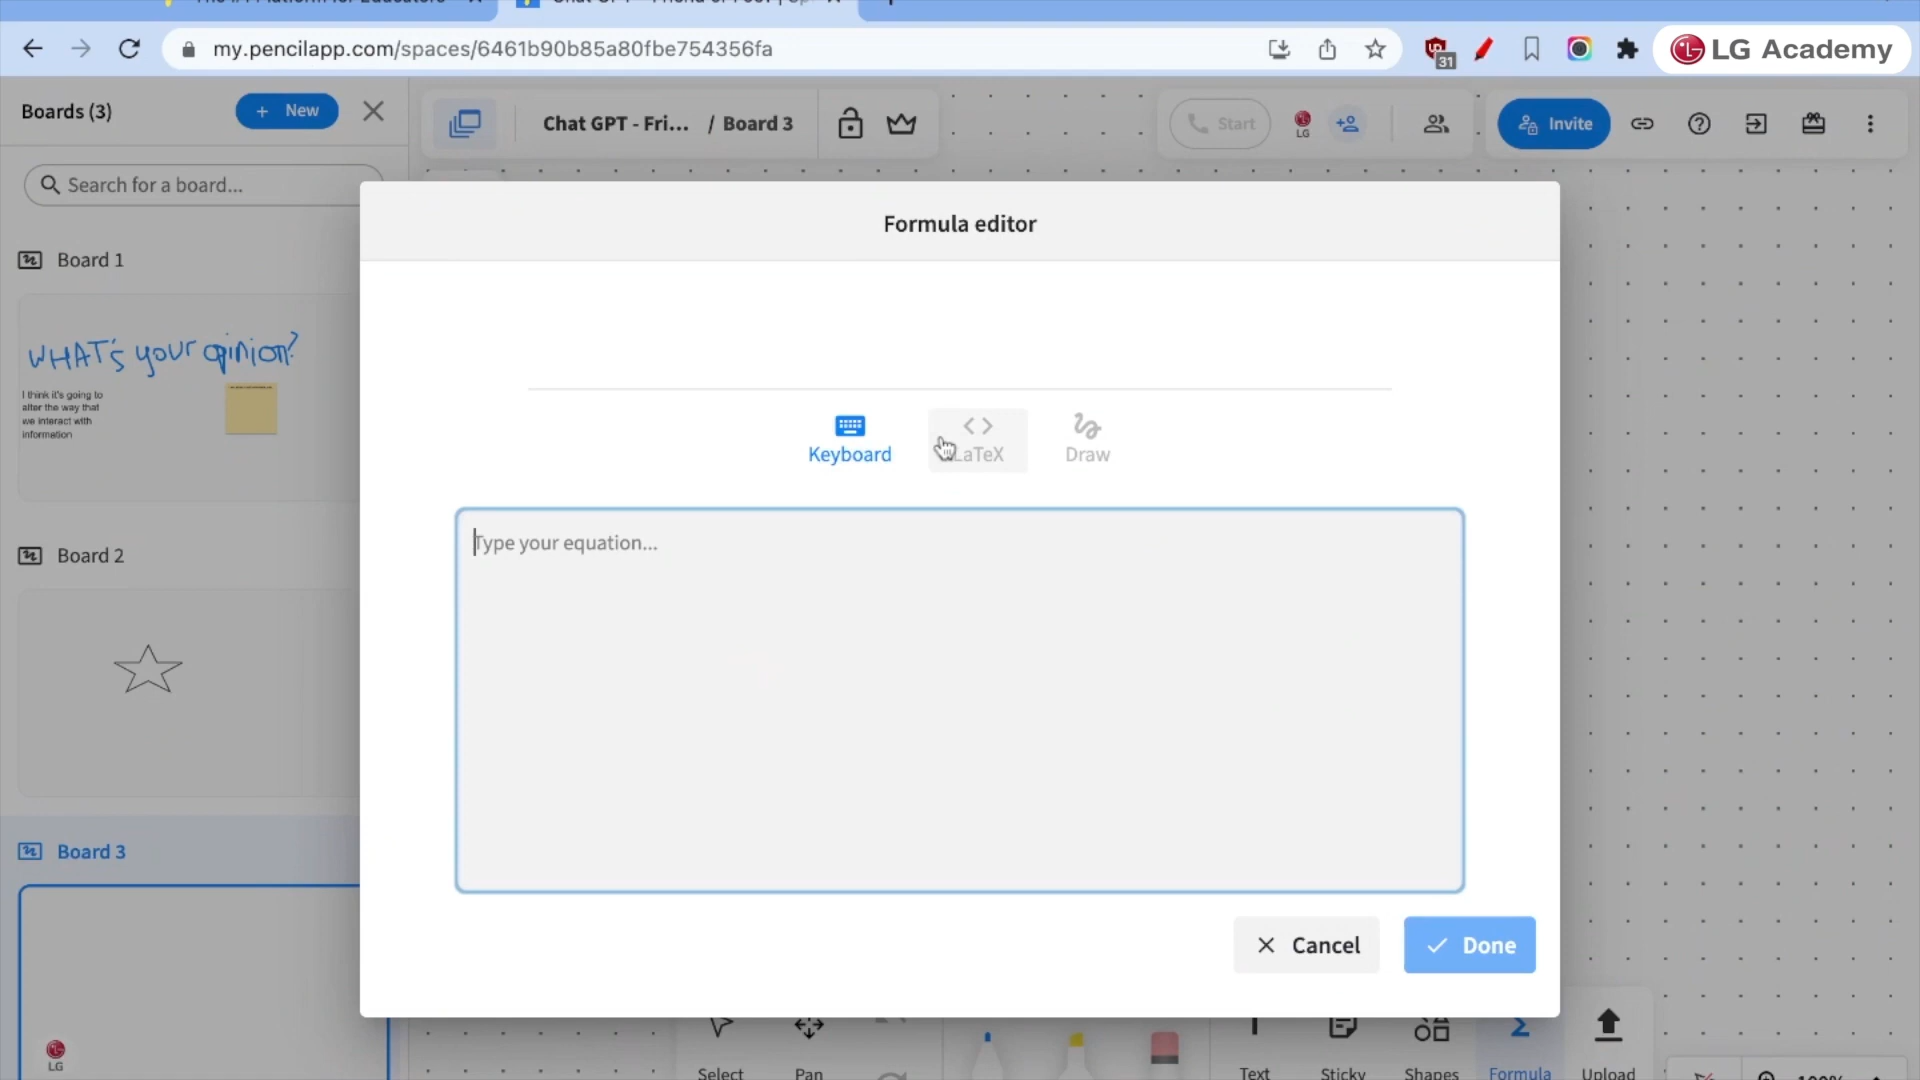 my.pencilapp.com/spaces/6461b90b85a80fbe754356fa
31
LG Academy
Boards (3)
+ New
Chat GPT - Fri... / Board 3
Start
LG
Invite
Search for a board...
Formula editor
Board 1
WHAT's your opinion?
I think it's going to
alter the way that
we interact with
information
Keyboard
LaTeX
Draw
Type your equation...
Board 2
Board 3
Cancel
Done
LG
Select
Pan
Text
Sticky
Shapes
Formula
Upload